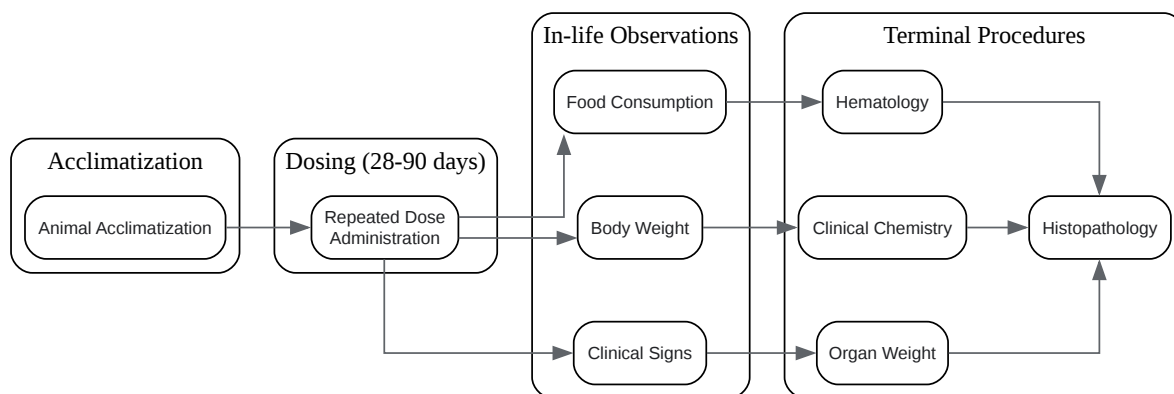 Acclimatization
Animal Acclimatization
Dosing (28-90 days)
Repeated Dose
Administration
In-life Observations
Food Consumption
Body Weight
Clinical Signs
Terminal Procedures
Hematology
Clinical Chemistry
Organ Weight
Histopathology